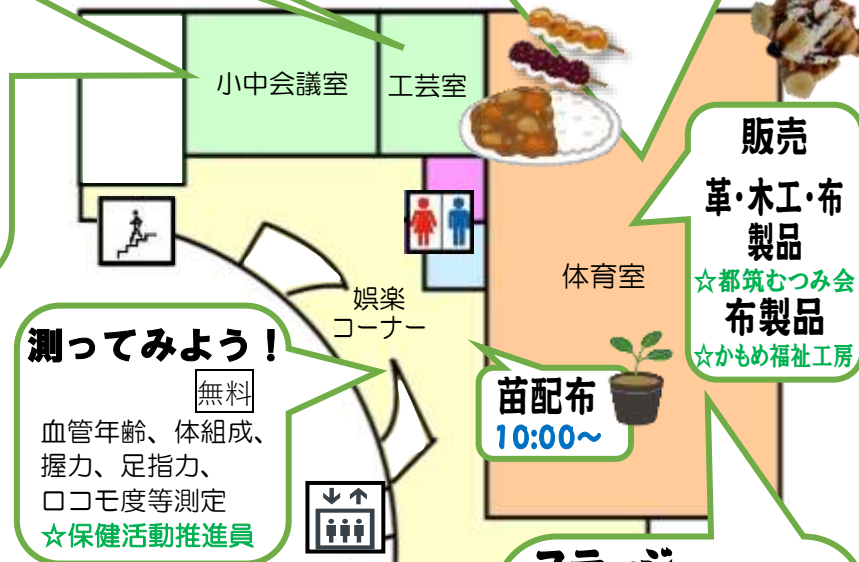 小中会議室
工芸室
販売
革・木工・布
製品
☆都筑むつみ会
布製品
☆かもめ福祉工房
体育室
娯楽
コーナー
測ってみよう！
無料
血管年齢、体組成、
握力、足指力、
ロコモ度等測定
☆保健活動推進員
苗配布
10:00～
ステージ